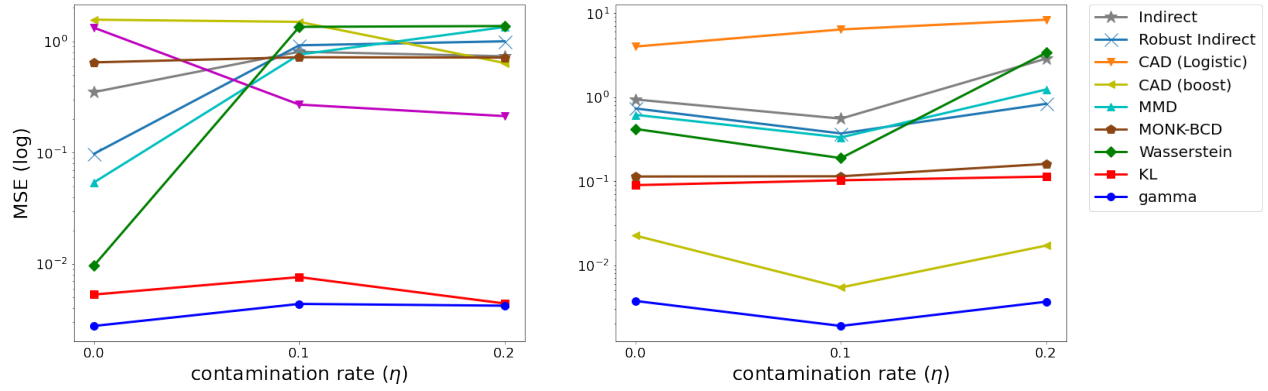 MSE (log)
10⁰
10⁻¹
10⁻²
0.0 0.1 0.2
contamination rate (η)
10¹
10⁰
10⁻¹
10⁻²
0.0 0.1 0.2
contamination rate (η)
Indirect
Robust Indirect
CAD (Logistic)
CAD (boost)
MMD
MONK-BCD
Wasserstein
KL
gamma